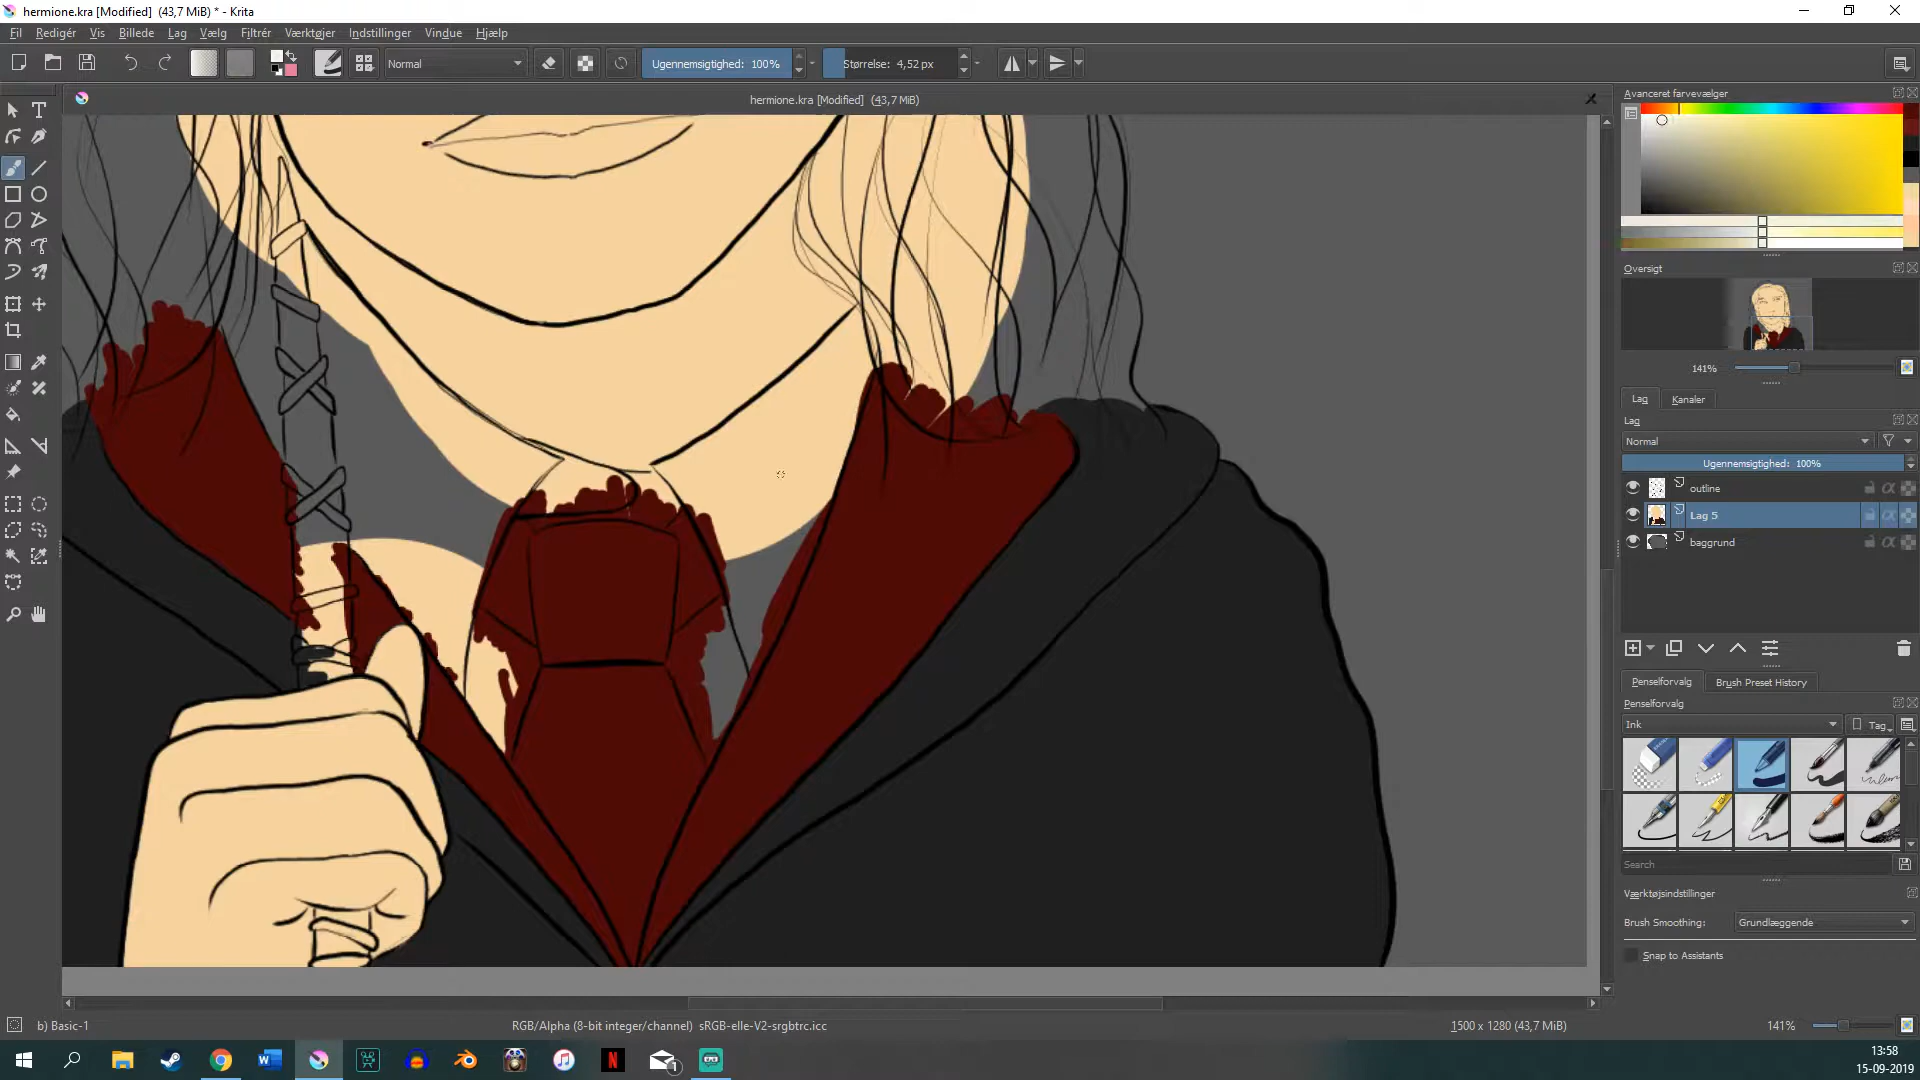 hermione.kra [Modified]  (43,7 MiB) * - Krita
Fil Redigér Vis Billede Lag Vælg Filtrér Værktøjer Indstillinger Vindue Hjælp
Normal Ugennemsigtighed: 100% Størrelse: 4,52 px
hermione.kra [Modified]  (43,7 MiB)
Avanceret farvevælger
Oversigt
141%
Lag Kanaler
Lag
Normal
Ugennemsigtighed: 100%
outline
Lag 5
baggrund
Penselforvalg Brush Preset History
Penselforvalg
Ink Tag
Search
Værktøjsindstillinger
Brush Smoothing: Grundlæggende
Snap to Assistants
b) Basic-1 RGB/Alpha (8-bit integer/channel)  sRGB-elle-V2-srgbtrc.icc 1500 x 1280 (43,7 MiB) 141%
13:58
15-09-2019